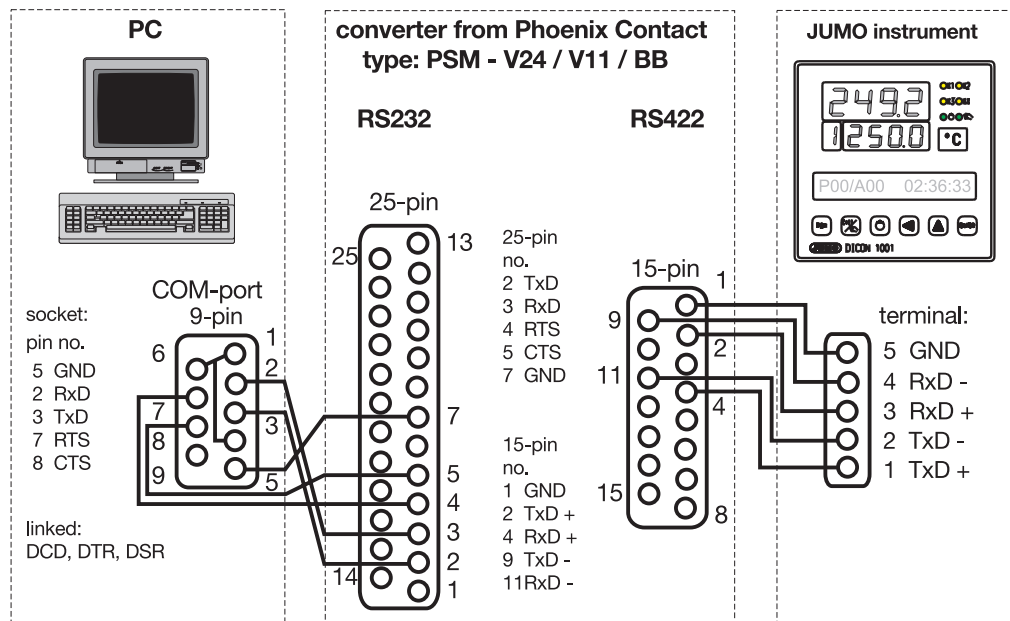 PC
COM-port
9-pin
1
2
3
5
6
7
8
9
socket:
pin no.
5 GND
2 RxD
3 TxD
7 RTS
8 CTS
linked:
DCD, DTR, DSR
converter from Phoenix Contact
type: PSM - V24 / V11 / BB
RS232
RS422
25-pin
13
25
7
5
4
3
2
14
1
25-pin
no.
2 TxD
3 RxD
4 RTS
5 CTS
7 GND
15-pin
no.
1 GND
2 TxD +
4 RxD +
9 TxD -
11RxD -
15-pin
1
9
2
11
4
15
8
JUMO instrument
249.2
1 250.0 °C
P00/A00 02:36:33
DICON 1001
terminal:
5 GND
4 RxD -
3 RxD +
2 TxD -
1 TxD +